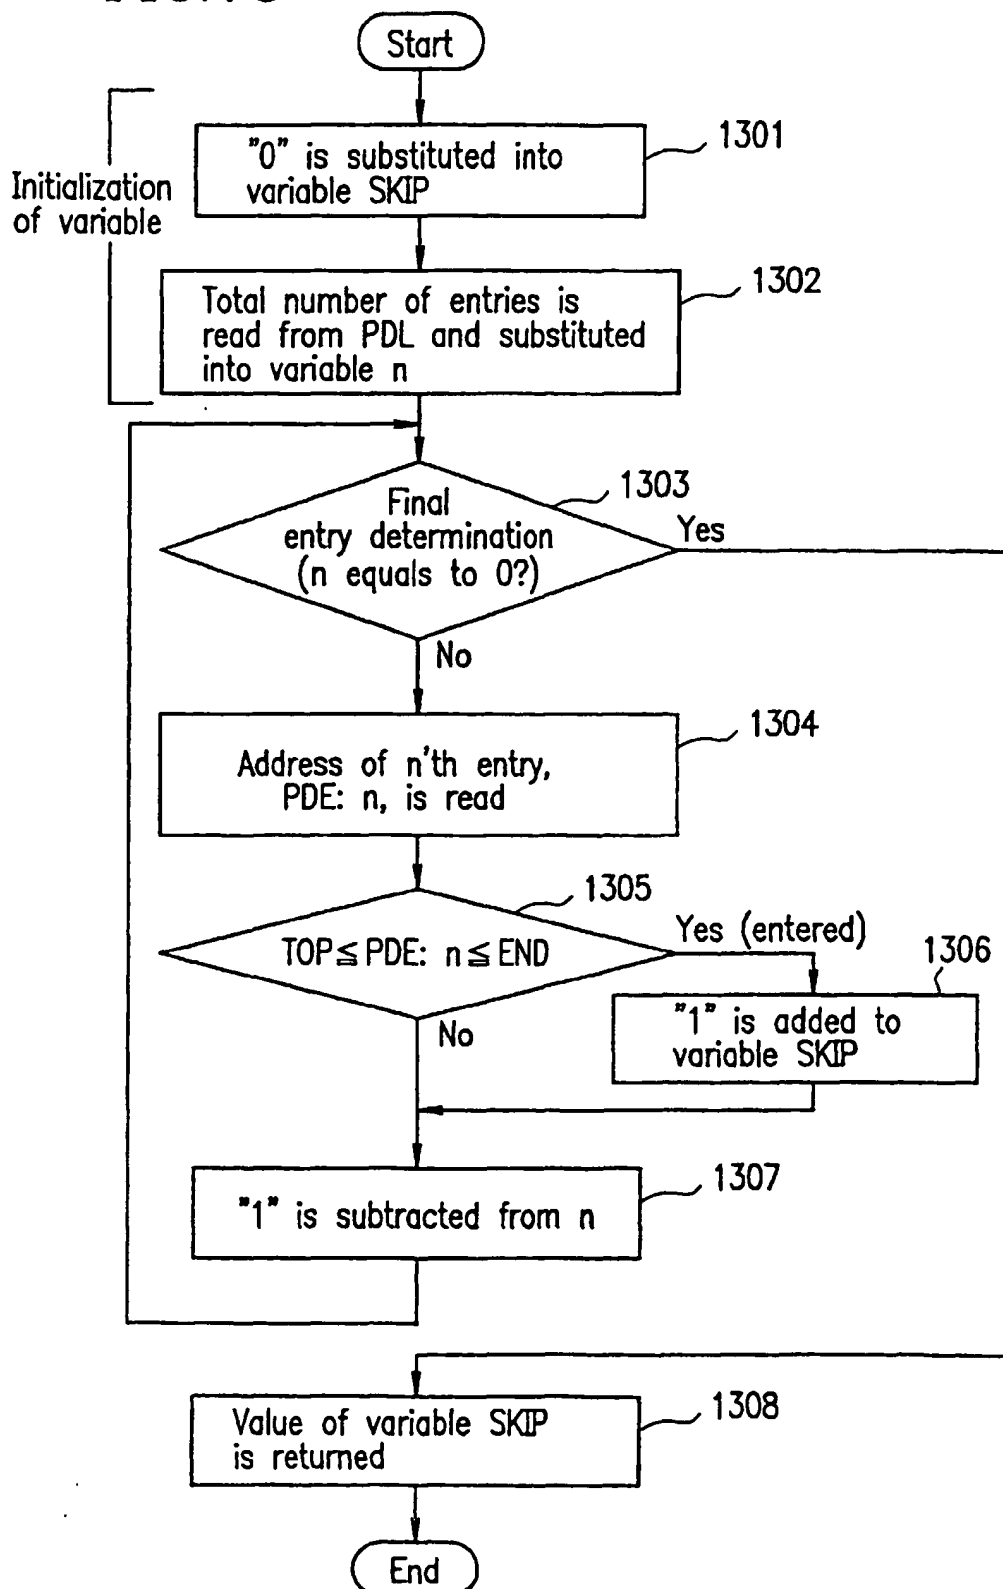 Start
"0" is substituted into
variable SKIP
1301
Initialization
of variable
Total number of entries is
read from PDL and substituted
into variable n
1302
Final
entry determination
(n equals to 0?)
1303
Yes
No
Address of n'th entry,
PDE: n, is read
1304
TOP≦PDE: n≦END
1305
Yes (entered)
No
"1" is added to
variable SKIP
1306
"1" is subtracted from n
1307
Value of variable SKIP
is returned
1308
End